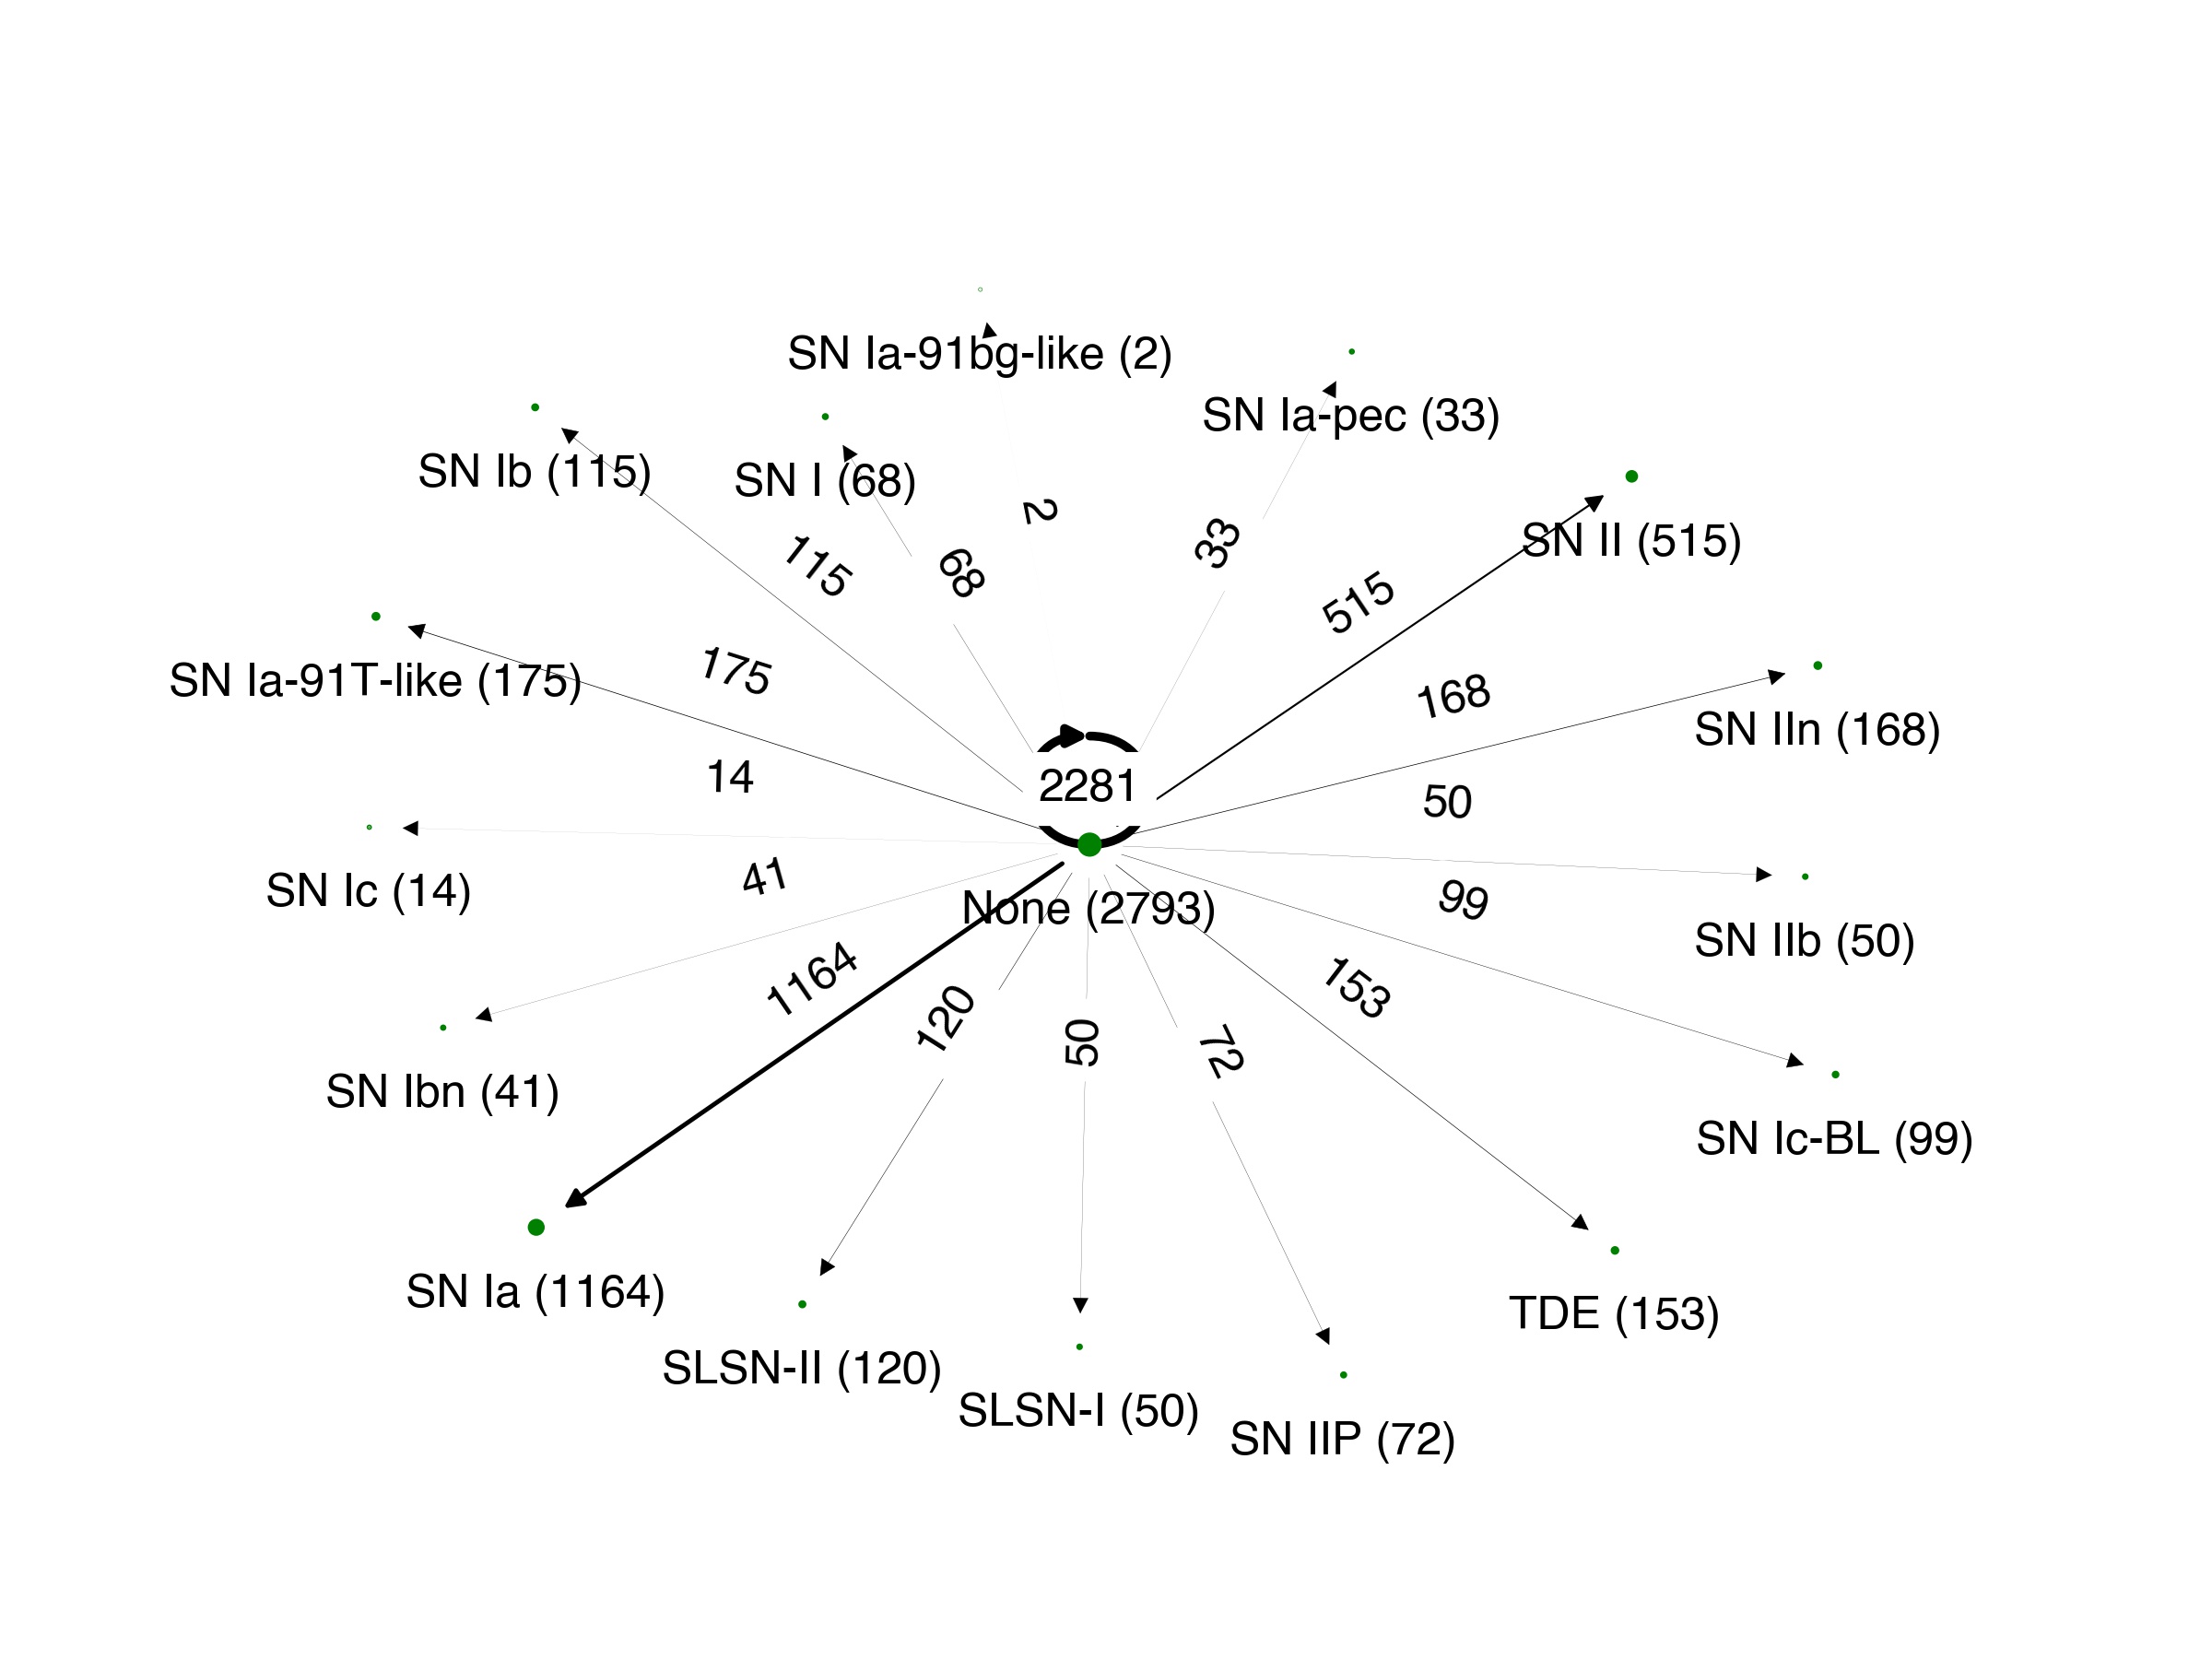 SN Ia-91bg-like (2)
SN Ia-pec (33)
SN Ib (115)
SN I (68)
2
33
SN II (515)
115
68
515
SN Ia-91T-like (175)
175
168
SN IIn (168)
14
2281
50
SN Ic (14)
41
None (2793)
99
SN IIb (50)
1164
120
50
72
153
SN Ibn (41)
SN Ic-BL (99)
SN Ia (1164)
TDE (153)
SLSN-II (120)
SLSN-I (50)
SN IIP (72)